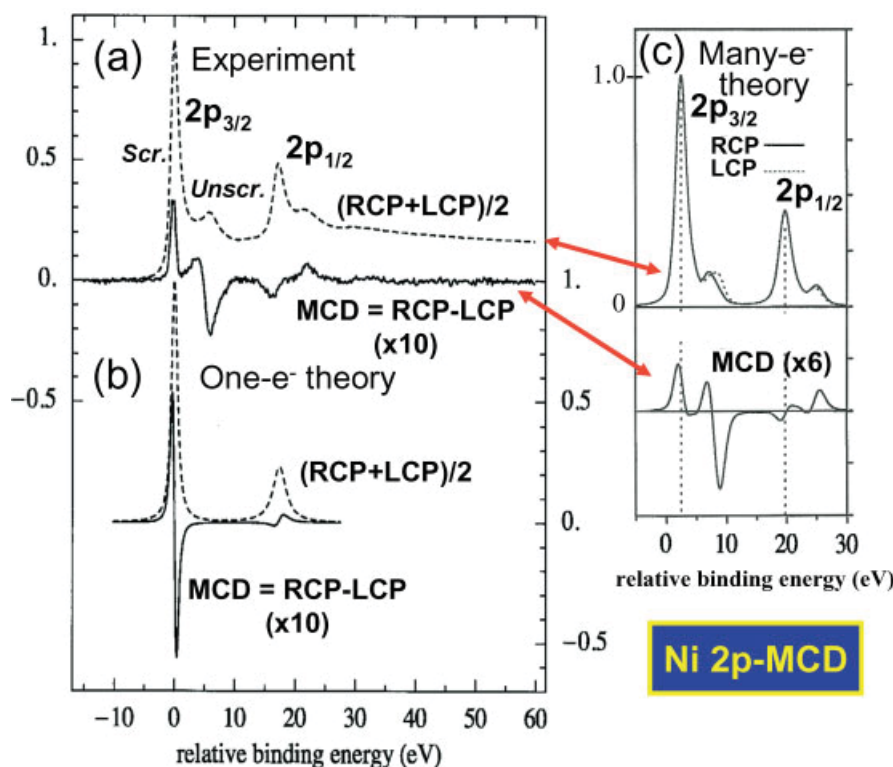 (a) Experiment
1.
2p3/2
Scr.
0.5
Unscr.
2p1/2
(RCP+LCP)/2
0.
MCD = RCP-LCP
(x10)
1.
(b) One-e- theory
-0.5
0.5
(RCP+LCP)/2
0.
MCD = RCP-LCP
(x10)
-0.5
-10 0 10 20 30 40 50 60
relative binding energy (eV)
(c) Many-e-
theory
1.0
2p3/2
RCP
LCP
2p1/2
0
MCD (x6)
0 10 20 30
relative binding energy (eV)
Ni 2p-MCD